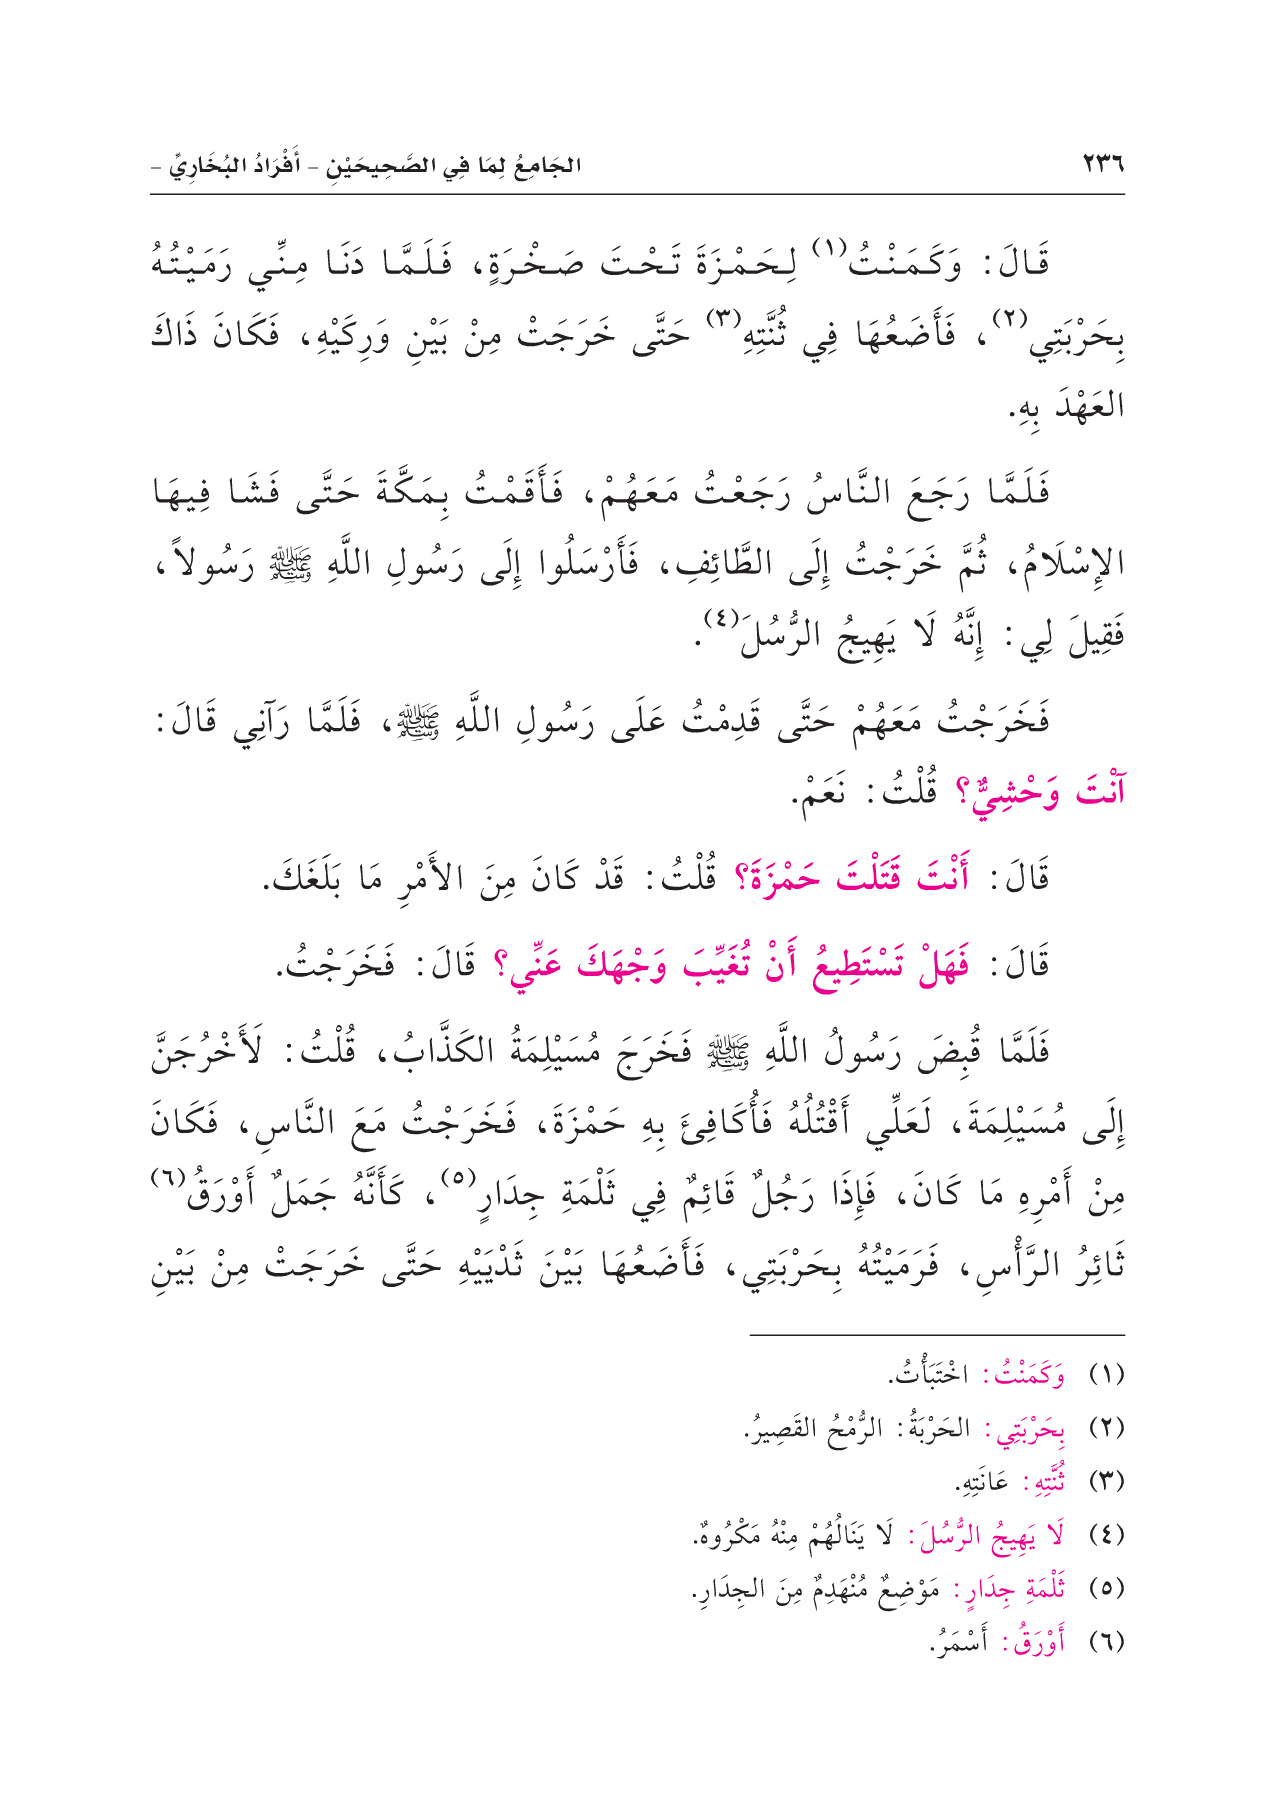 ٢٣٦ الجَامِعُ لِمَا فِي الصَّحِيحَيْنِ - أَفْرَادُ البُخَارِيِّ -
قَالَ: وَكَمَنْتُ(١) لِحَمْزَةَ تَحْتَ صَخْرَةٍ، فَلَمَّا دَنَا مِنِّي رَمَيْتُهُ
بِحَرْبَتِي(٢)، فَأَضَعُهَا فِي ثُنَّتِهِ(٣) حَتَّى خَرَجَتْ مِنْ بَيْنِ وَرِكَيْهِ، فَكَانَ ذَاكَ
العَهْدَ بِهِ.
فَلَمَّا رَجَعَ النَّاسُ رَجَعْتُ مَعَهُمْ، فَأَقَمْتُ بِمَكَّةَ حَتَّى فَشَا فِيهَا
الإِسْلَامُ، ثُمَّ خَرَجْتُ إِلَى الطَّائِفِ، فَأَرْسَلُوا إِلَى رَسُولِ اللَّهِ ﷺ رَسُولاً،
فَقِيلَ لِي: إِنَّهُ لَا يَهِيجُ الرُّسُلَ(٤).
فَخَرَجْتُ مَعَهُمْ حَتَّى قَدِمْتُ عَلَى رَسُولِ اللَّهِ ﷺ، فَلَمَّا رَآنِي قَالَ:
آنْتَ وَحْشِيٌّ؟ قُلْتُ: نَعَمْ.
قَالَ: أَنْتَ قَتَلْتَ حَمْزَةَ؟ قُلْتُ: قَدْ كَانَ مِنَ الأَمْرِ مَا بَلَغَكَ.
قَالَ: فَهَلْ تَسْتَطِيعُ أَنْ تُغَيِّبَ وَجْهَكَ عَنِّي؟ قَالَ: فَخَرَجْتُ.
فَلَمَّا قُبِضَ رَسُولُ اللَّهِ ﷺ فَخَرَجَ مُسَيْلِمَةُ الكَذَّابُ، قُلْتُ: لَأَخْرُجَنَّ
إِلَى مُسَيْلِمَةَ، لَعَلِّي أَقْتُلُهُ فَأُكَافِئَ بِهِ حَمْزَةَ، فَخَرَجْتُ مَعَ النَّاسِ، فَكَانَ
مِنْ أَمْرِهِ مَا كَانَ، فَإِذَا رَجُلٌ قَائِمٌ فِي ثَلْمَةِ جِدَارٍ(٥)، كَأَنَّهُ جَمَلٌ أَوْرَقُ(٦)
ثَائِرُ الرَّأْسِ، فَرَمَيْتُهُ بِحَرْبَتِي، فَأَضَعُهَا بَيْنَ ثَدْيَيْهِ حَتَّى خَرَجَتْ مِنْ بَيْنِ
(١) وَكَمَنْتُ: اخْتَبَأْتُ.
(٢) بِحَرْبَتِي: الحَرْبَةُ: الرُّمْحُ القَصِيرُ.
(٣) ثُنَّتِهِ: عَانَتِهِ.
(٤) لَا يَهِيجُ الرُّسُلَ: لَا يَنَالُهُمْ مِنْهُ مَكْرُوهٌ.
(٥) ثَلْمَةِ جِدَارٍ: مَوْضِعٌ مُنْهَدِمٌ مِنَ الجِدَارِ.
(٦) أَوْرَقُ: أَسْمَرُ.